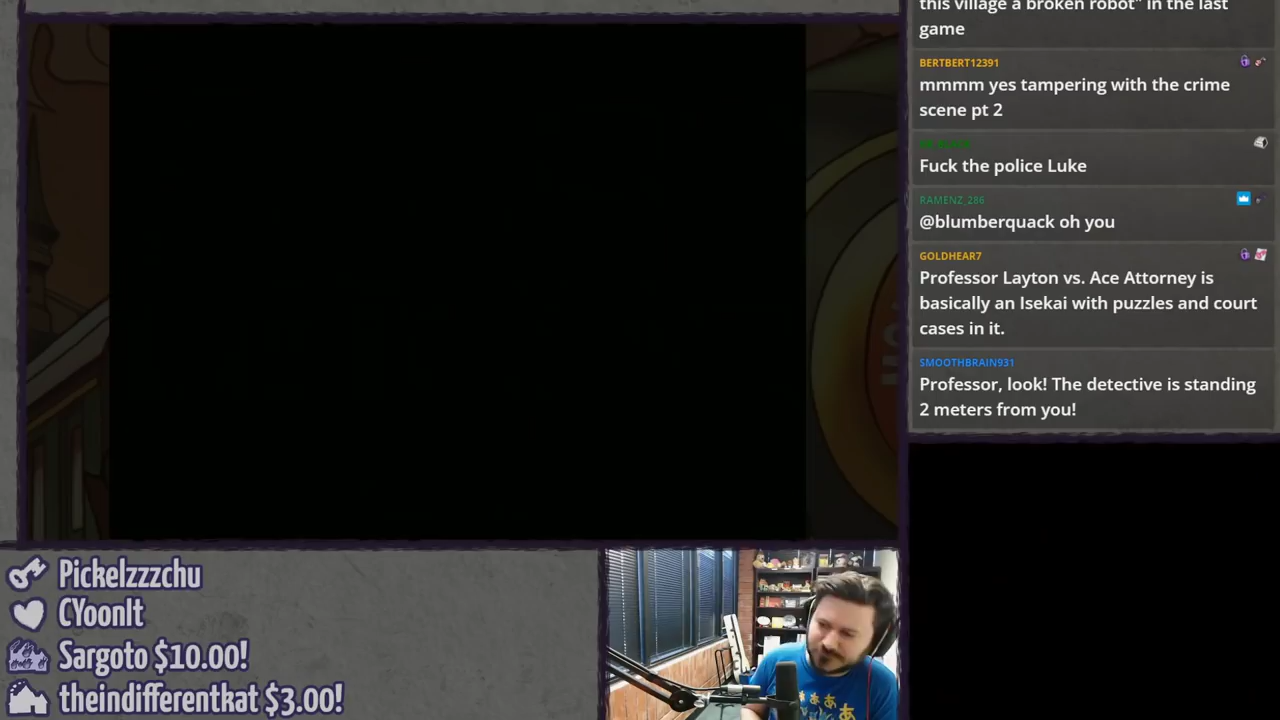 this village a broken robot" in the last
game
BERTBERT12391
mmmm yes tampering with the crime
scene pt 2
Fuck the police Luke
RAMENZ_286
@blumberquack oh you
GOLDHEAR7
Professor Layton vs. Ace Attorney is
basically an Isekai with puzzles and court
cases in it.
SMOOTHBRAIN931
Professor, look! The detective is standing
2 meters from you!
Pickelzzzchu
CYoonIt
Sargoto $10.00!
theindifferentkat $3.00!